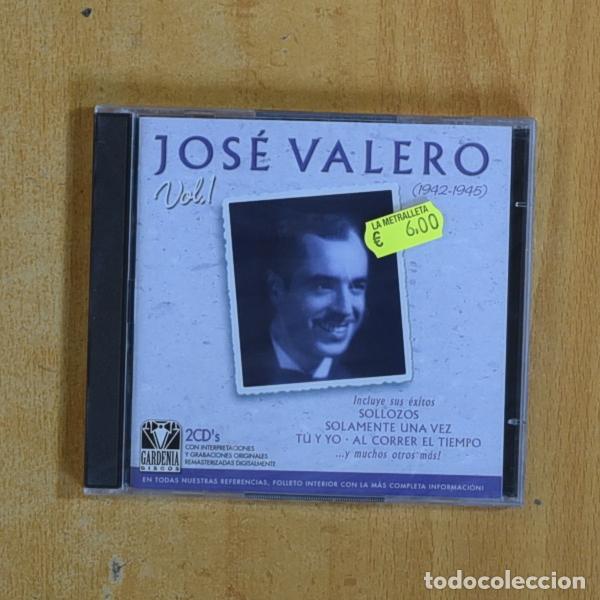 JOSÉ VALERO
Vol.1
(1942-1945)
LA METRALLETA
€ 6,00
Incluye sus éxitos
SOLLOZOS
SOLAMENTE UNA VEZ
TÚ Y YO · AL CORRER EL TIEMPO
...y muchos otros más!
GARDENIA
DISCOS
2CD's
CON INTERPRETACIONES
Y GRABACIONES ORIGINALES
REMASTERIZADAS DIGITALMENTE
EN TODAS NUESTRAS REFERENCIAS, FOLLETO INTERIOR CON LA MÁS COMPLETA INFORMACIÓN!
todocoleccion